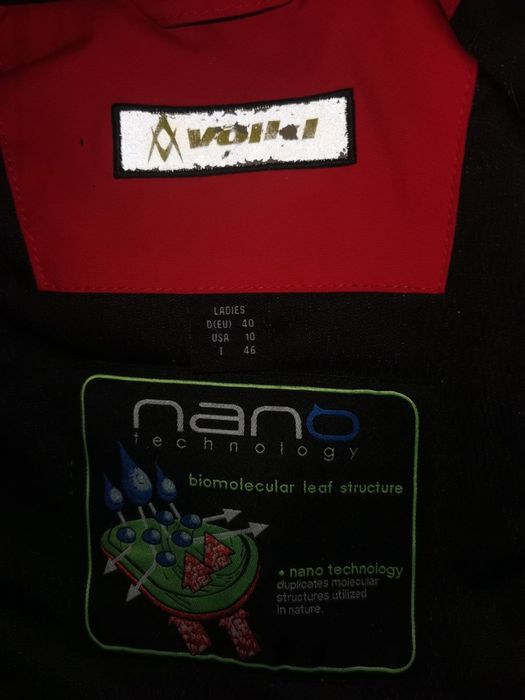 Völkl
LADIES
D(EU) 40
USA 10
I 46
nano
technology
biomolecular leaf structure
• nano technology
duplicates molecular
structures utilized
in nature.